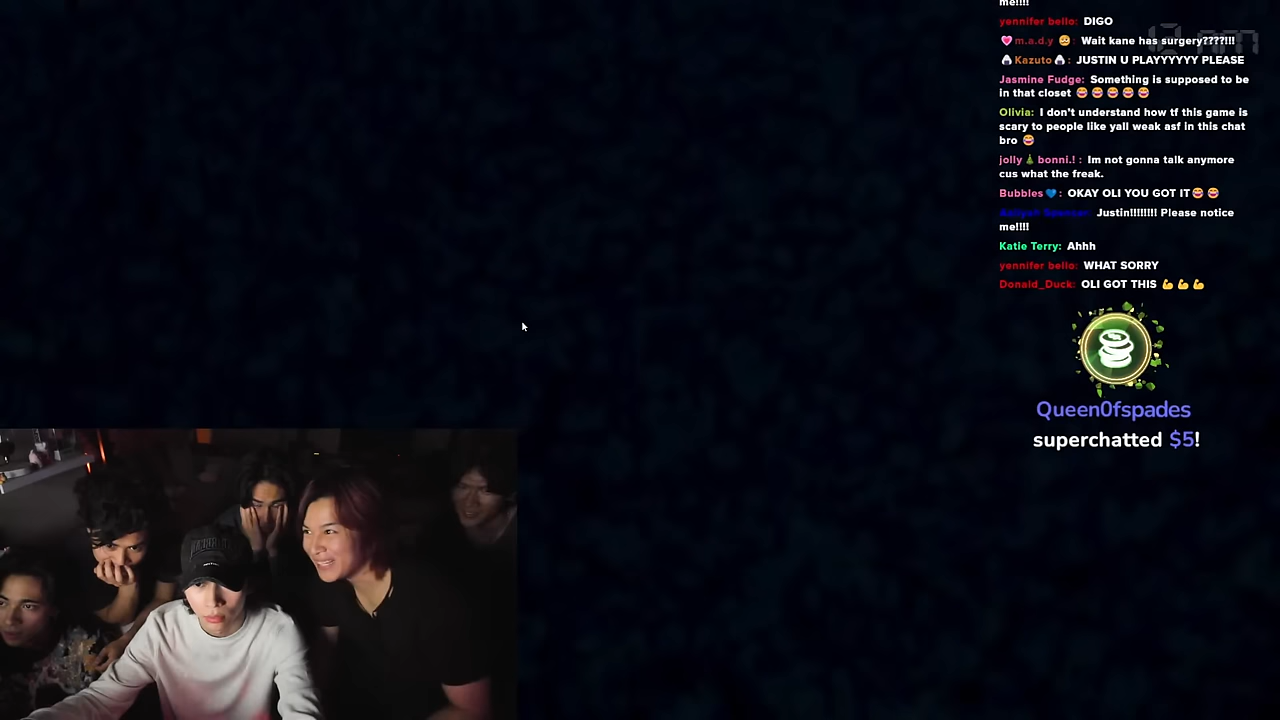 me!!!!
yennifer bello: DIGO
m.a.d.y 🥺: Wait kane has surgery????!!!
🍙Kazuto🍙: JUSTIN U PLAYYYYYY PLEASE
Jasmine Fudge: Something is supposed to be
in that closet 😂😂😂😂😂
Olivia: I don't understand how tf this game is
scary to people like yall weak asf in this chat
bro 😂
jolly🎄bonni.! : Im not gonna talk anymore
cus what the freak.
Bubbles💙: OKAY OLI YOU GOT IT😂😂
Justin!!!!!!!! Please notice
me!!!!
Katie Terry: Ahhh
yennifer bello: WHAT SORRY
Donald_Duck: OLI GOT THIS 💪💪💪
Queen0fspades
superchatted $5!